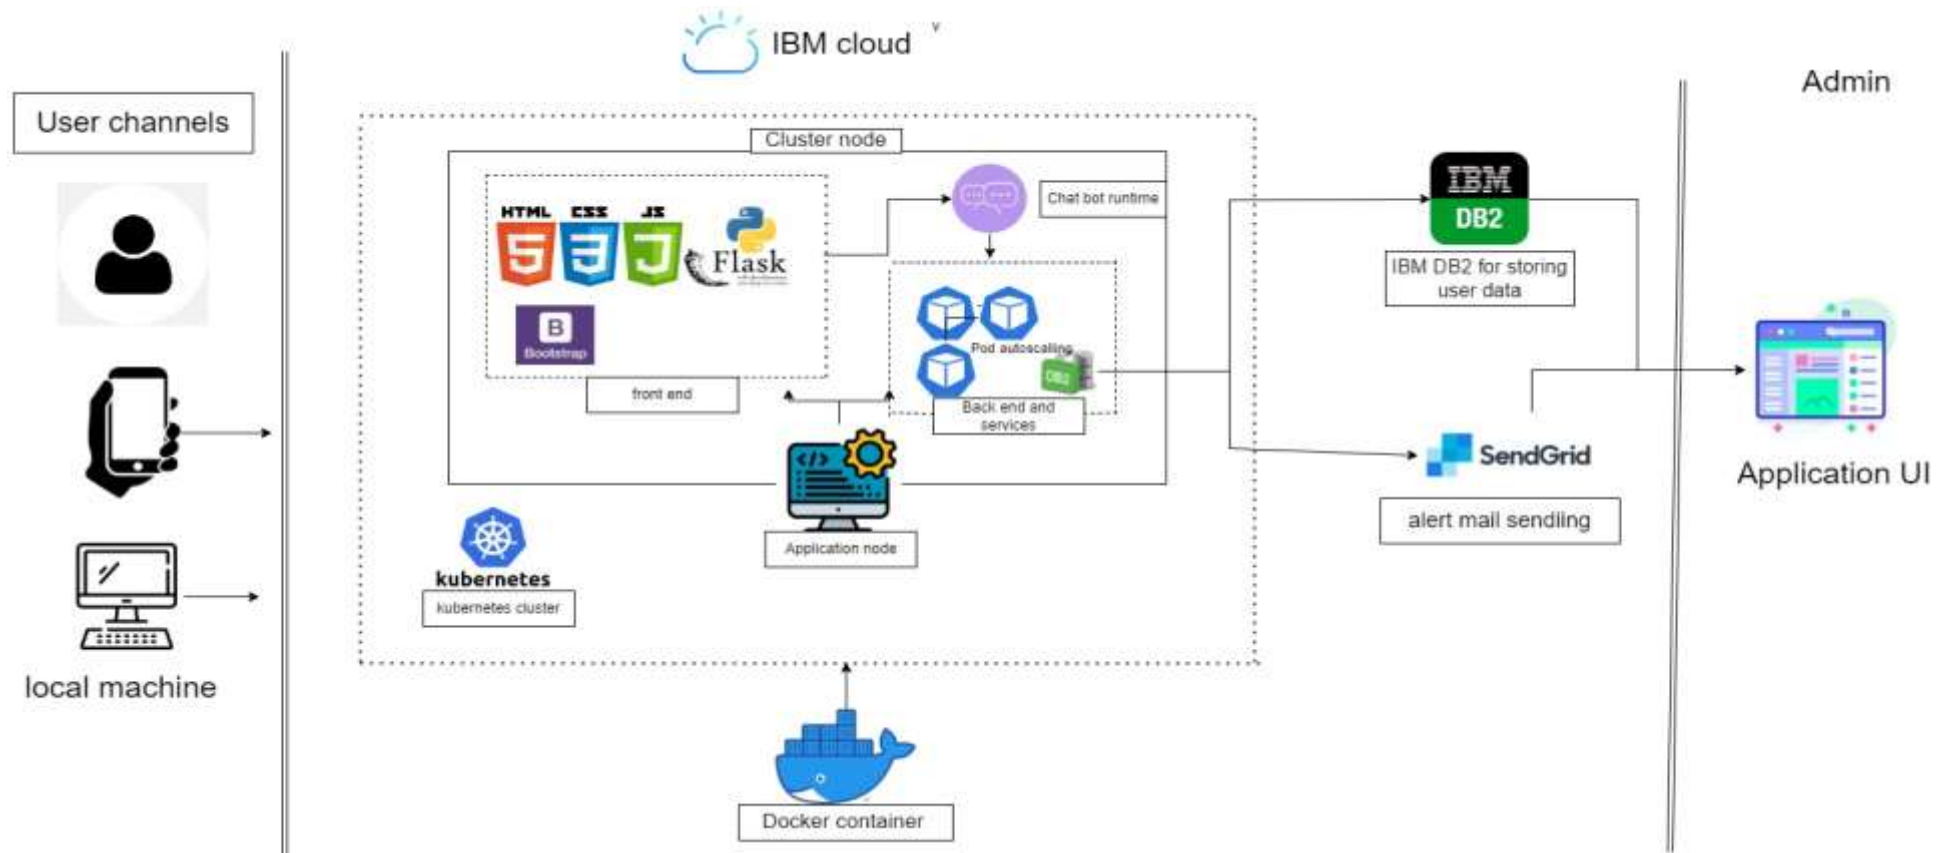 IBM cloud
v
Admin
User channels
Cluster node
HTML
CSS
JS
Flask
B
Bootstrap
front end
Chat bot runtime
Pod autoscalling
DB2
Back end and
services
</>
Application node
kubernetes
kubernetes cluster
IBM
DB2
IBM DB2 for storing
user data
SendGrid
alert mail sendiing
Application UI
local machine
Docker container